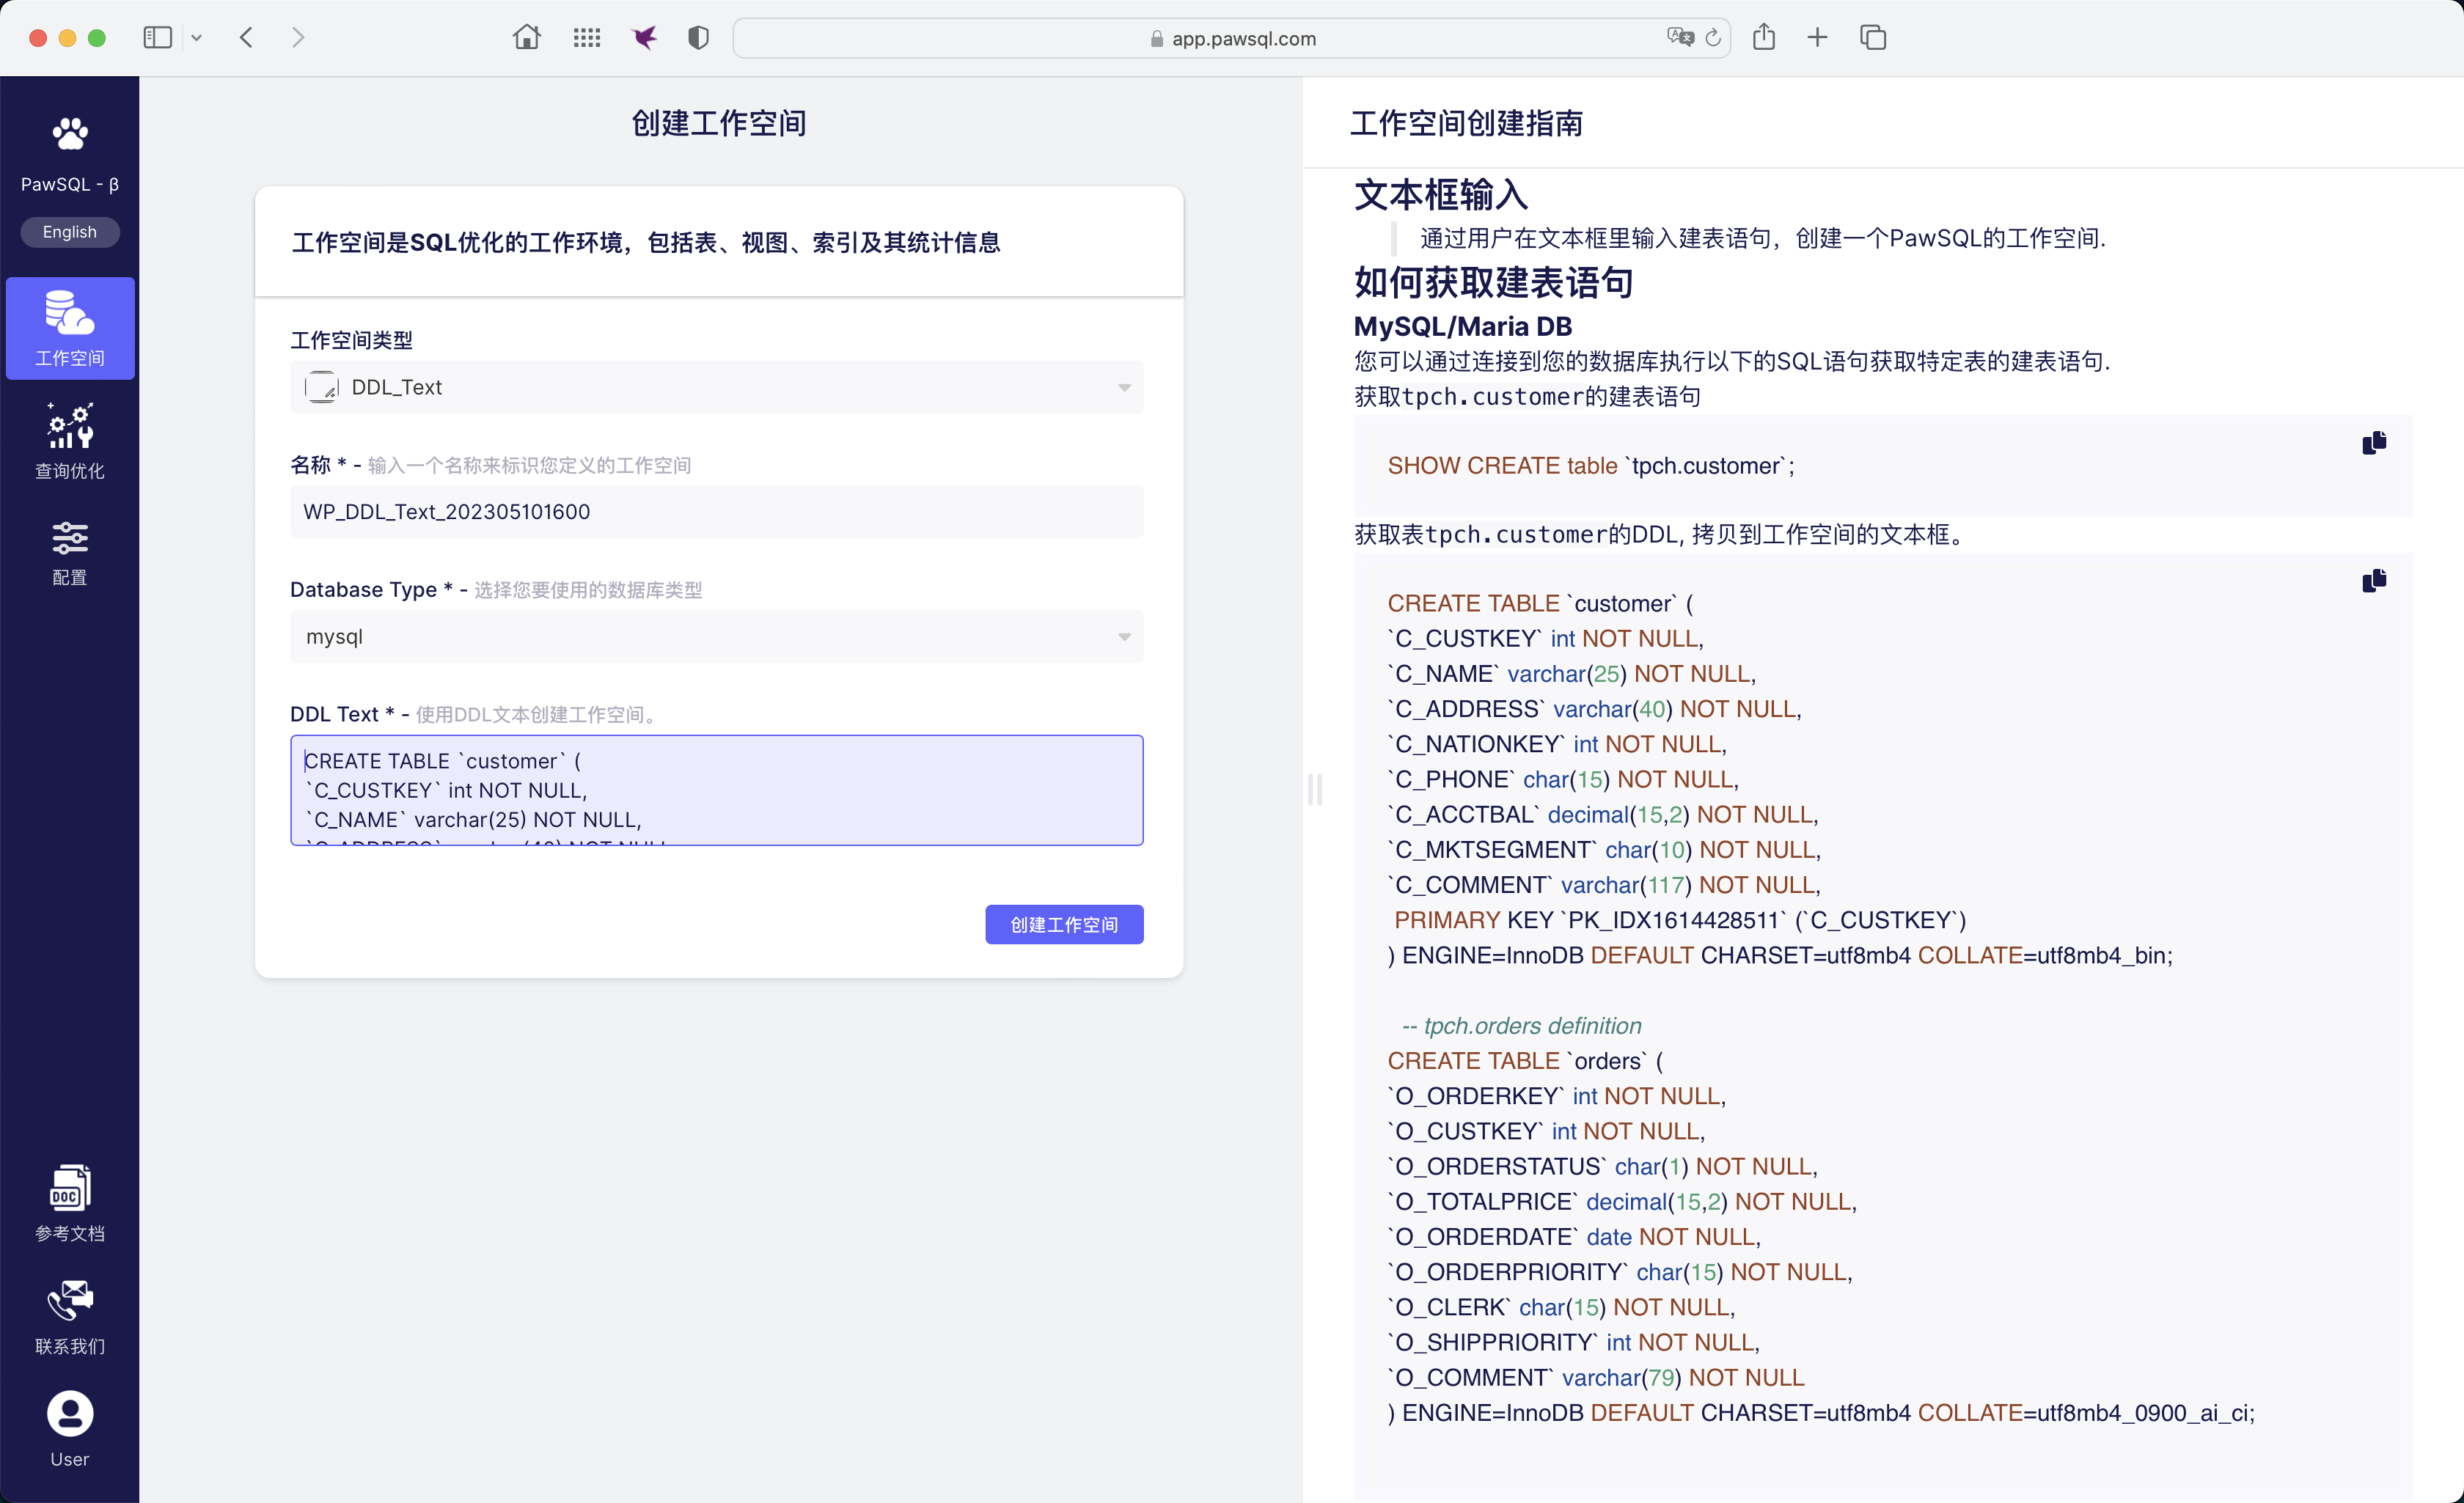 app.pawsql.com
PawSQL - β
English
工作空间
查询优化
配置
DOC
参考文档
联系我们
User
创建工作空间
工作空间是SQL优化的工作环境，包括表、视图、索引及其统计信息
工作空间类型
DDL_Text
名称 * - 输入一个名称来标识您定义的工作空间
WP_DDL_Text_202305101600
Database Type * - 选择您要使用的数据库类型
mysql
DDL Text * - 使用DDL文本创建工作空间。
CREATE TABLE `customer` (
`C_CUSTKEY` int NOT NULL,
`C_NAME` varchar(25) NOT NULL,
`C_ADDRESS` varchar(40) NOT NULL,
创建工作空间
工作空间创建指南
文本框输入
通过用户在文本框里输入建表语句，创建一个PawSQL的工作空间.
如何获取建表语句
MySQL/Maria DB
您可以通过连接到您的数据库执行以下的SQL语句获取特定表的建表语句.
获取tpch.customer的建表语句
SHOW CREATE table `tpch.customer`;
获取表tpch.customer的DDL, 拷贝到工作空间的文本框。
CREATE TABLE `customer` (
`C_CUSTKEY` int NOT NULL,
`C_NAME` varchar(25) NOT NULL,
`C_ADDRESS` varchar(40) NOT NULL,
`C_NATIONKEY` int NOT NULL,
`C_PHONE` char(15) NOT NULL,
`C_ACCTBAL` decimal(15,2) NOT NULL,
`C_MKTSEGMENT` char(10) NOT NULL,
`C_COMMENT` varchar(117) NOT NULL,
PRIMARY KEY `PK_IDX1614428511` (`C_CUSTKEY`)
) ENGINE=InnoDB DEFAULT CHARSET=utf8mb4 COLLATE=utf8mb4_bin;
-- tpch.orders definition
CREATE TABLE `orders` (
`O_ORDERKEY` int NOT NULL,
`O_CUSTKEY` int NOT NULL,
`O_ORDERSTATUS` char(1) NOT NULL,
`O_TOTALPRICE` decimal(15,2) NOT NULL,
`O_ORDERDATE` date NOT NULL,
`O_ORDERPRIORITY` char(15) NOT NULL,
`O_CLERK` char(15) NOT NULL,
`O_SHIPPRIORITY` int NOT NULL,
`O_COMMENT` varchar(79) NOT NULL
) ENGINE=InnoDB DEFAULT CHARSET=utf8mb4 COLLATE=utf8mb4_0900_ai_ci;